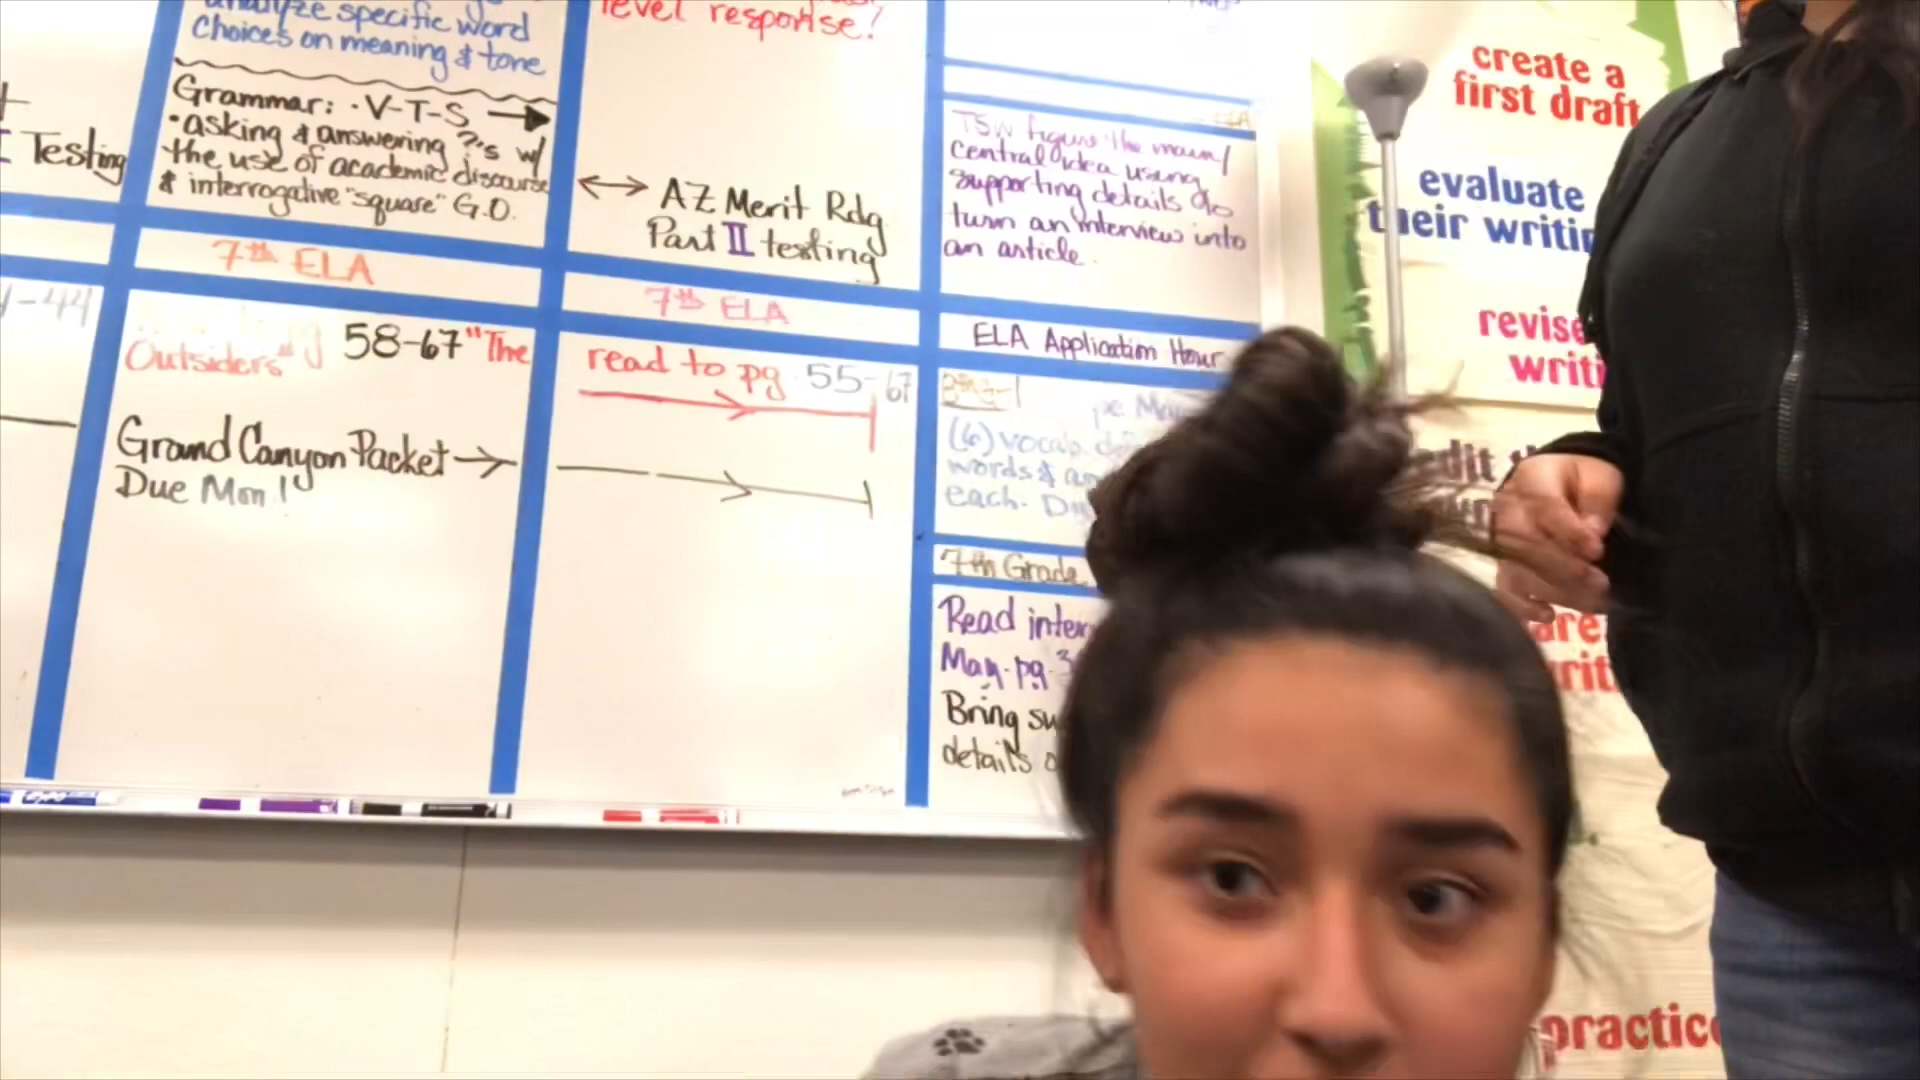 analyze specific word
Choices on meaning & tone
Grammar: ·V-T-S →
·asking & answering ?'s w/
the use of academic discourse
& interrogative "square" G.O.
Testing
level response!
↔ AZ Merit Rdg
Part II testing
TSW figure the main/
central idea using
supporting details to
turn an interview into
an article.
7th ELA
7th ELA
ELA Application Hour
-44
58-67 "The
Outsiders"
Grand Canyon Packet →
Due Mon!
read to pg 55-67
(6) vocab.
words &
each.
7th Grade
Read
Mag. pg. 3
Bring
details
create a
first draft
evaluate
their
revise
practice
EXPO